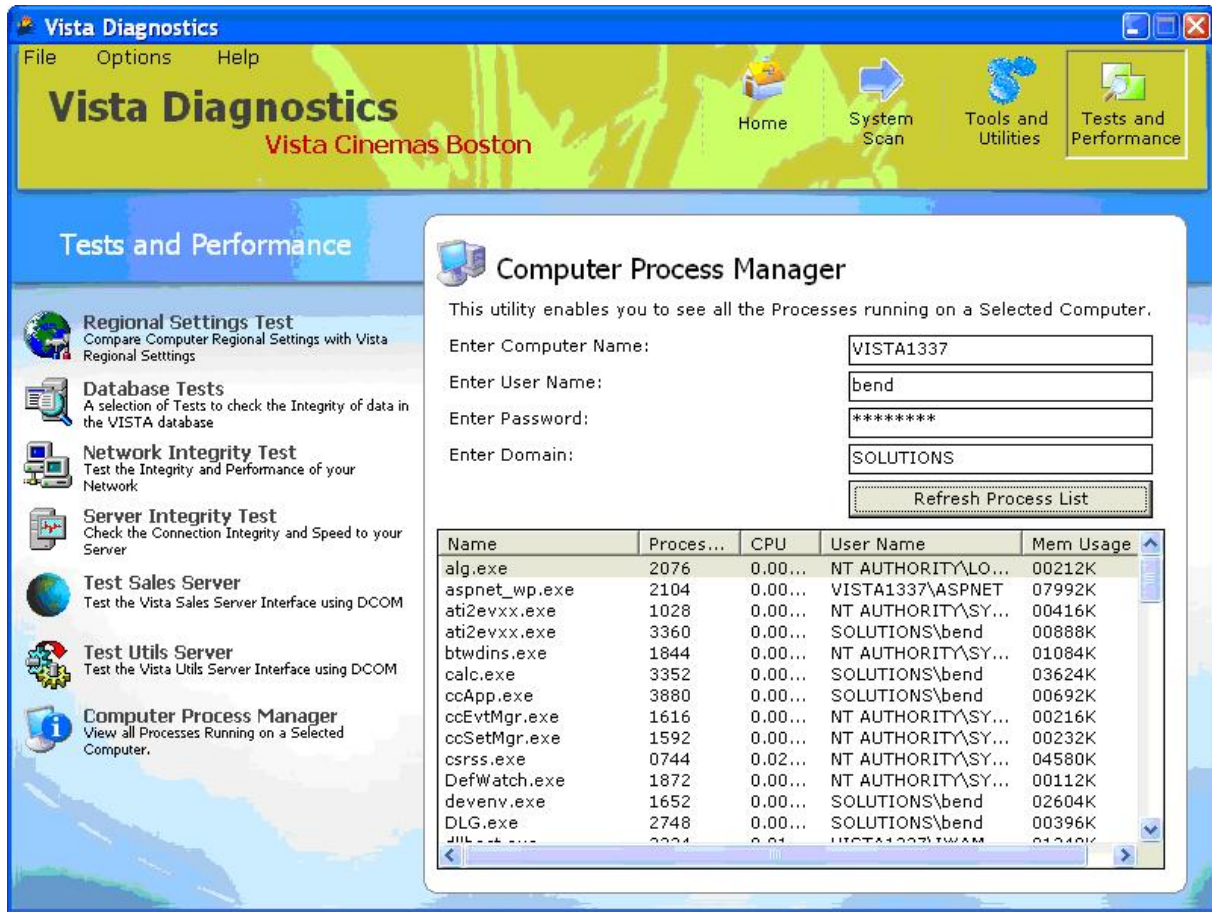 Vista Diagnostics
File Options Help
Vista Diagnostics
Vista Cinemas Boston
Home
System
Scan
Tools and
Utilities
Tests and
Performance
Tests and Performance
Regional Settings Test
Compare Computer Regional Settings with Vista
Regional Setttings
Database Tests
A selection of Tests to check the Integrity of data in
the VISTA database
Network Integrity Test
Test the Integrity and Performance of your
Network
Server Integrity Test
Check the Connection Integrity and Speed to your
Server
Test Sales Server
Test the Vista Sales Server Interface using DCOM
Test Utils Server
Test the Vista Utils Server Interface using DCOM
Computer Process Manager
View all Processes Running on a Selected
Computer.
Computer Process Manager
This utility enables you to see all the Processes running on a Selected Computer.
Enter Computer Name: VISTA1337
Enter User Name: bend
Enter Password: ********
Enter Domain: SOLUTIONS
Refresh Process List
Name Proces... CPU User Name Mem Usage
alg.exe 2076 0.00... NT AUTHORITY\LO... 00212K
aspnet_wp.exe 2104 0.00... VISTA1337\ASPNET 07992K
ati2evxx.exe 1028 0.00... NT AUTHORITY\SY... 00416K
ati2evxx.exe 3360 0.00... SOLUTIONS\bend 00888K
btwdins.exe 1844 0.00... NT AUTHORITY\SY... 01084K
calc.exe 3352 0.00... SOLUTIONS\bend 03624K
ccApp.exe 3880 0.00... SOLUTIONS\bend 00692K
ccEvtMgr.exe 1616 0.00... NT AUTHORITY\SY... 00216K
ccSetMgr.exe 1592 0.00... NT AUTHORITY\SY... 00232K
csrss.exe 0744 0.02... NT AUTHORITY\SY... 04580K
DefWatch.exe 1872 0.00... NT AUTHORITY\SY... 00112K
devenv.exe 1652 0.00... SOLUTIONS\bend 02604K
DLG.exe 2748 0.00... SOLUTIONS\bend 00396K